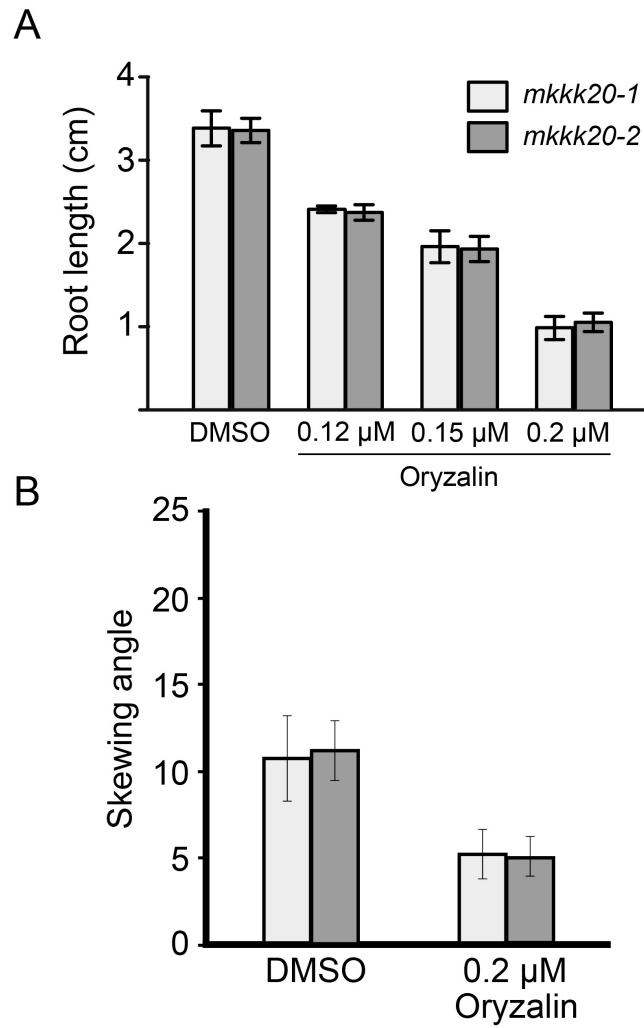 A
4
3
2
1
Root length (cm)
mkkk20-1
mkkk20-2
DMSO 0.12 µM 0.15 µM 0.2 µM
Oryzalin
B
25
20
15
10
5
0
Skewing angle
DMSO 0.2 µM
Oryzalin